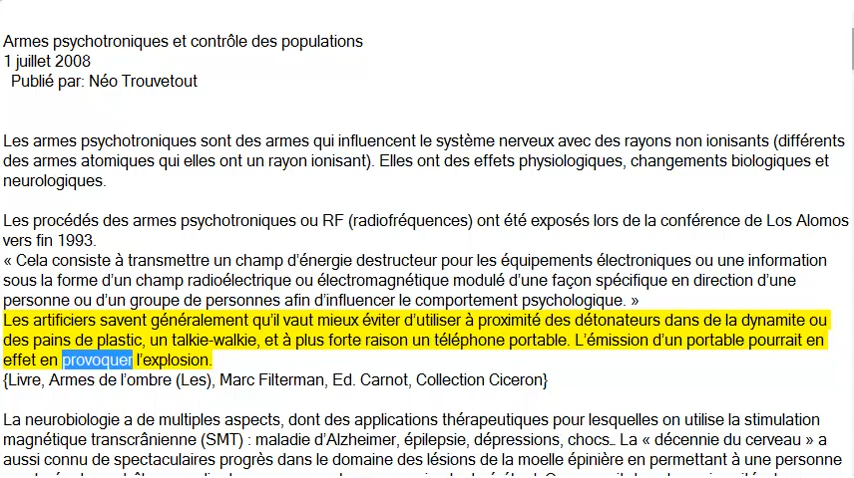 Armes psychotroniques et contrôle des populations
1 juillet 2008
Publié par: Néo Trouvetout
Les armes psychotroniques sont des armes qui influencent le système nerveux avec des rayons non ionisants (différents
des armes atomiques qui elles ont un rayon ionisant). Elles ont des effets physiologiques, changements biologiques et
neurologiques.
Les procédés des armes psychotroniques ou RF (radiofréquences) ont été exposés lors de la conférence de Los Alomos
vers fin 1993.
« Cela consiste à transmettre un champ d’énergie destructeur pour les équipements électroniques ou une information
sous la forme d’un champ radioélectrique ou électromagnétique modulé d’une façon spécifique en direction d’une
personne ou d’un groupe de personnes afin d’influencer le comportement psychologique. »
Les artificiers savent généralement qu’il vaut mieux éviter d’utiliser à proximité des détonateurs dans de la dynamite ou
des pains de plastic, un talkie-walkie, et à plus forte raison un téléphone portable. L’émission d’un portable pourrait en
effet en provoquer l’explosion.
{Livre, Armes de l’ombre (Les), Marc Filterman, Ed. Carnot, Collection Ciceron}
La neurobiologie a de multiples aspects, dont des applications thérapeutiques pour lesquelles on utilise la stimulation
magnétique transcrânienne (SMT) : maladie d’Alzheimer, épilepsie, dépressions, chocs… La « décennie du cerveau » a
aussi connu de spectaculaires progrès dans le domaine des lésions de la moelle épinière en permettant à une personne